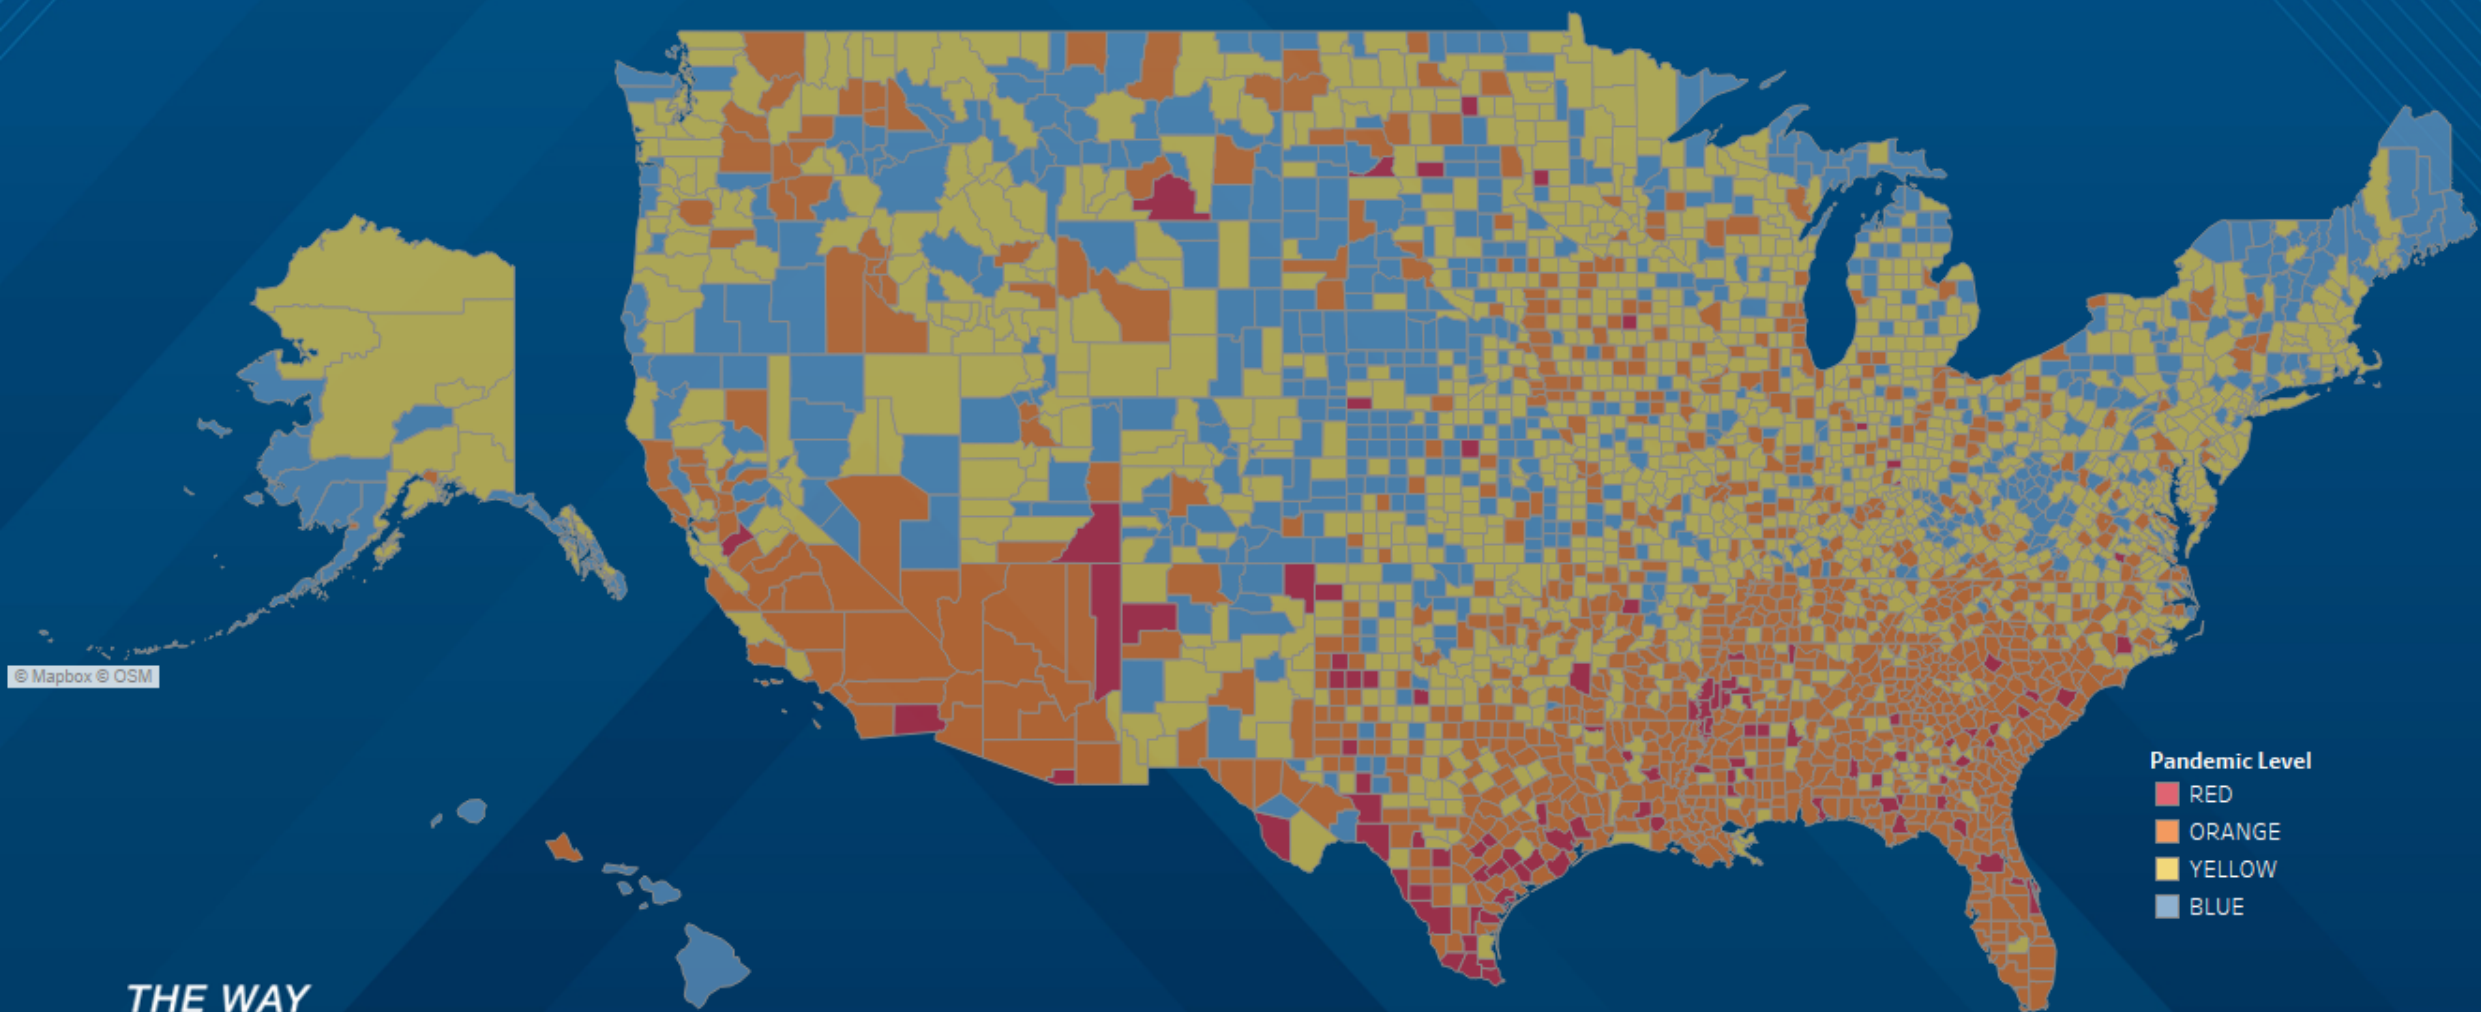 © Mapbox © OSM
Pandemic Level
RED
ORANGE
YELLOW
BLUE
THE WAY